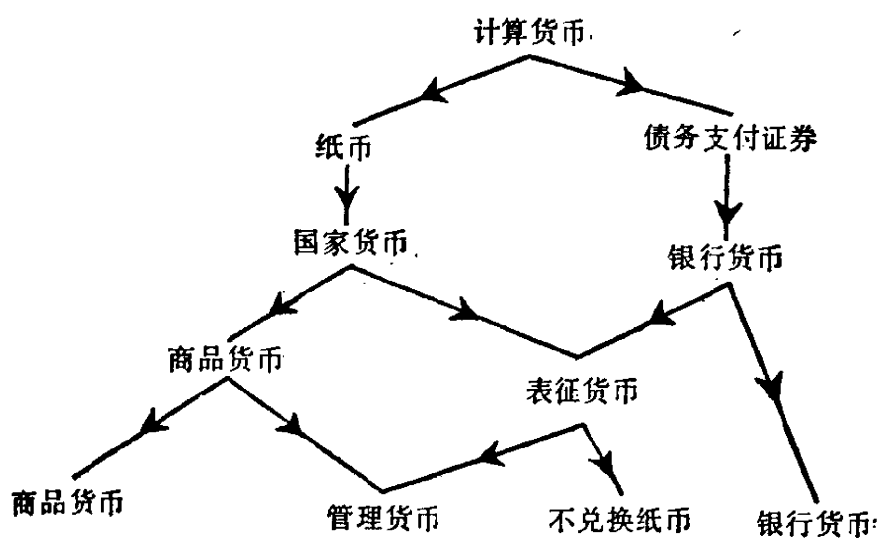 计算货币
纸币
债务支付证券
国家货币
银行货币
商品货币
表征货币
商品货币
管理货币
不兑换纸币
银行货币